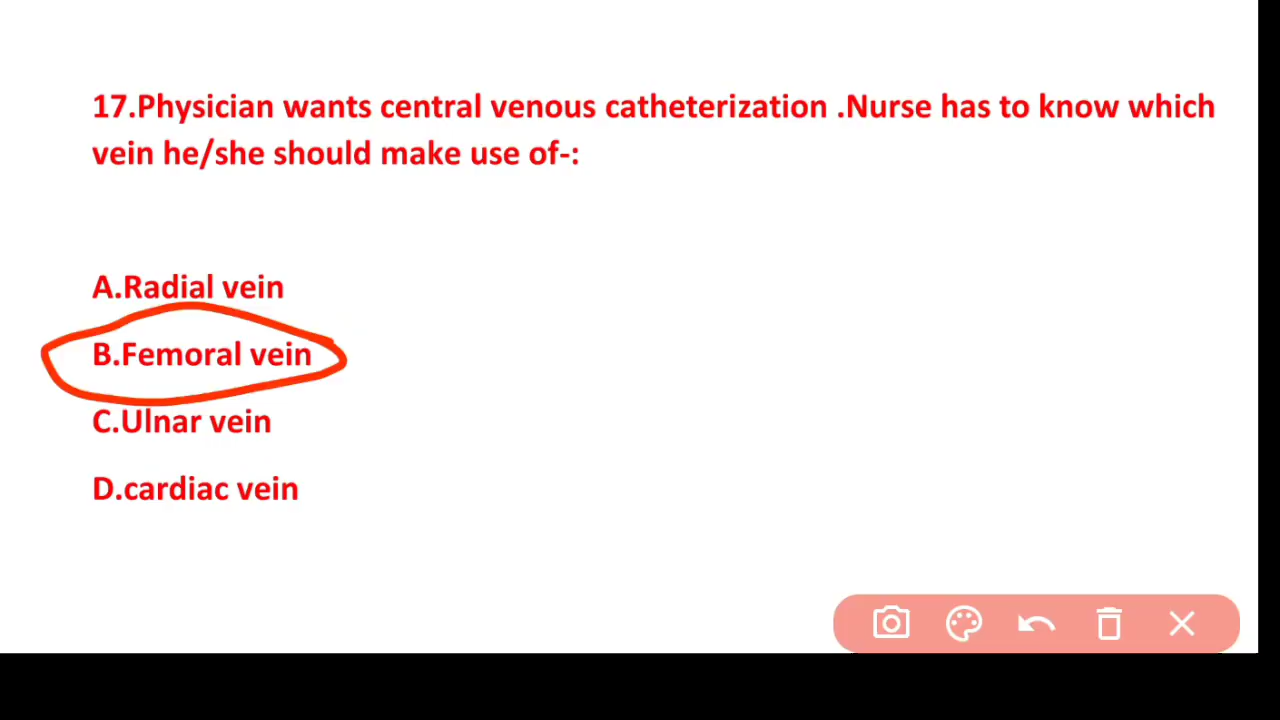 17.Physician wants central venous catheterization .Nurse has to know which
vein he/she should make use of-:
A.Radial vein
B.Femoral vein
C.Ulnar vein
D.cardiac vein